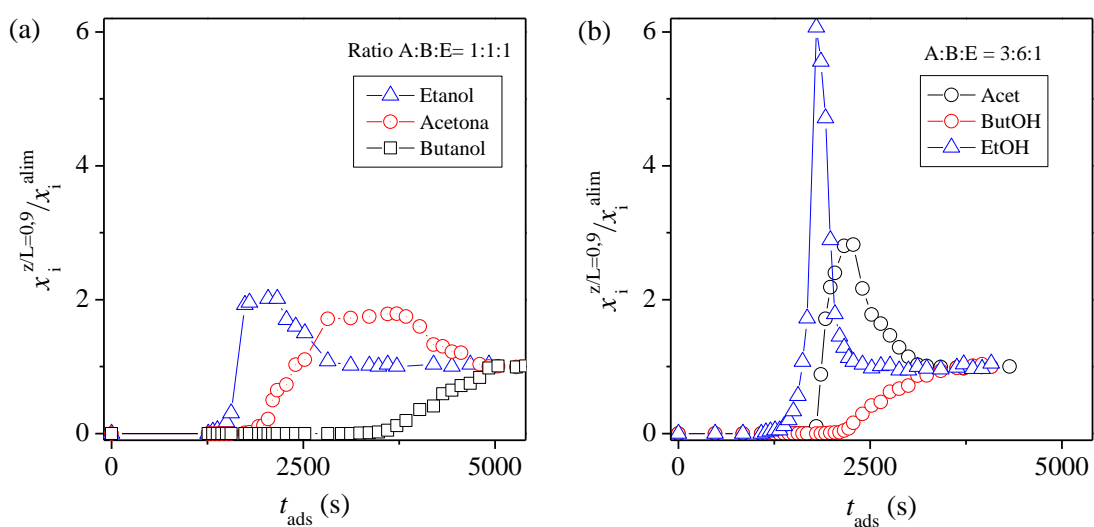 (a)
Ratio A:B:E= 1:1:1
Etanol
Acetona
Butanol
6
4
2
0
x_i^{z/L=0,9}/x_i^{alim}
0 2500 5000
t_ads (s)
(b)
A:B:E = 3:6:1
Acet
ButOH
EtOH
6
4
2
0
x_i^{z/L=0,9}/x_i^{alim}
0 2500 5000
t_ads (s)